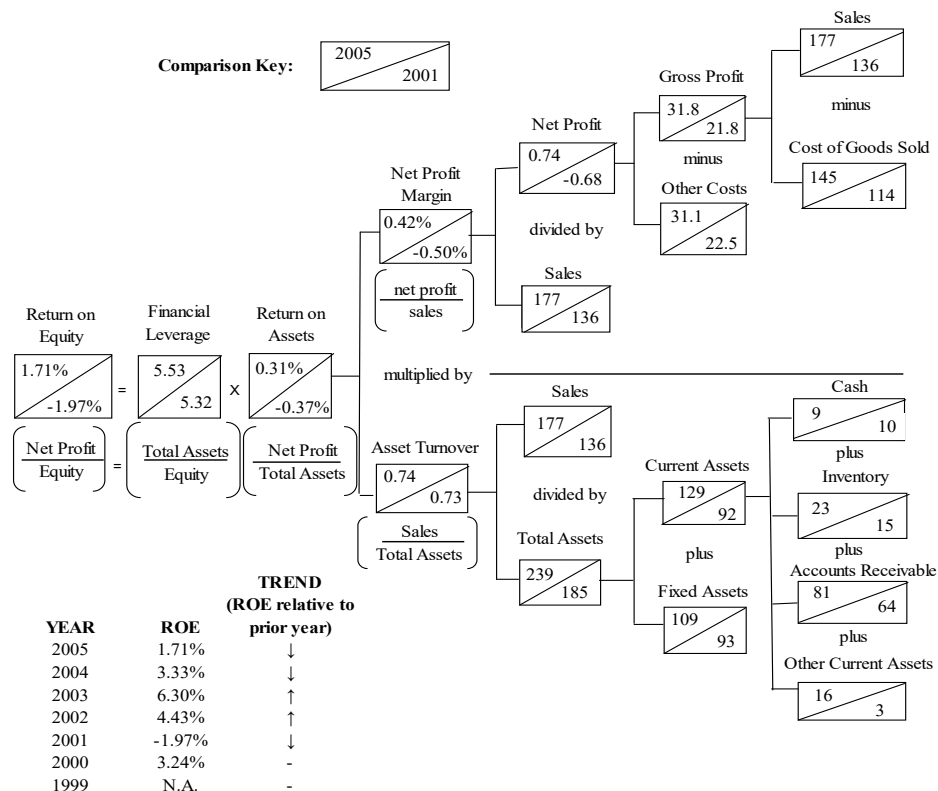 Comparison Key:
2005
2001
Sales
177
136
minus
Cost of Goods Sold
145
114
Gross Profit
31.8
21.8
minus
Other Costs
31.1
22.5
Net Profit
0.74
-0.68
divided by
Sales
177
136
Net Profit
Margin
0.42%
-0.50%
net profit
sales
Return on
Equity
1.71%
-1.97%
Net Profit
Equity
=
=
Financial
Leverage
5.53
5.32
Total Assets
Equity
x
Return on
Assets
0.31%
-0.37%
Net Profit
Total Assets
multiplied by
Asset Turnover
0.74
0.73
Sales
Total Assets
Sales
177
136
divided by
Total Assets
239
185
Current Assets
129
92
plus
Fixed Assets
109
93
Cash
9
10
plus
Inventory
23
15
plus
Accounts Receivable
81
64
plus
Other Current Assets
16
3
TREND
(ROE relative to
YEAR ROE prior year)
2005 1.71% ↓
2004 3.33% ↓
2003 6.30% ↑
2002 4.43% ↑
2001 -1.97% ↓
2000 3.24% -
1999 N.A. -